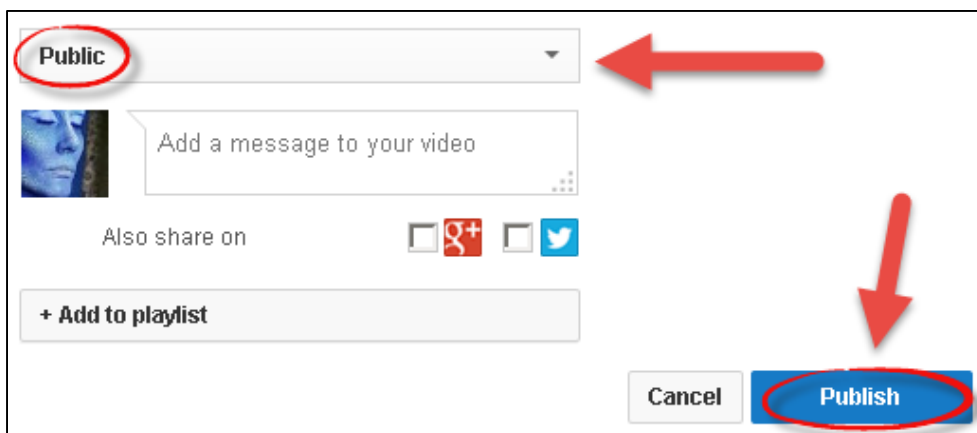 Public
Add a message to your video
Also share on
g+
+ Add to playlist
Cancel
Publish